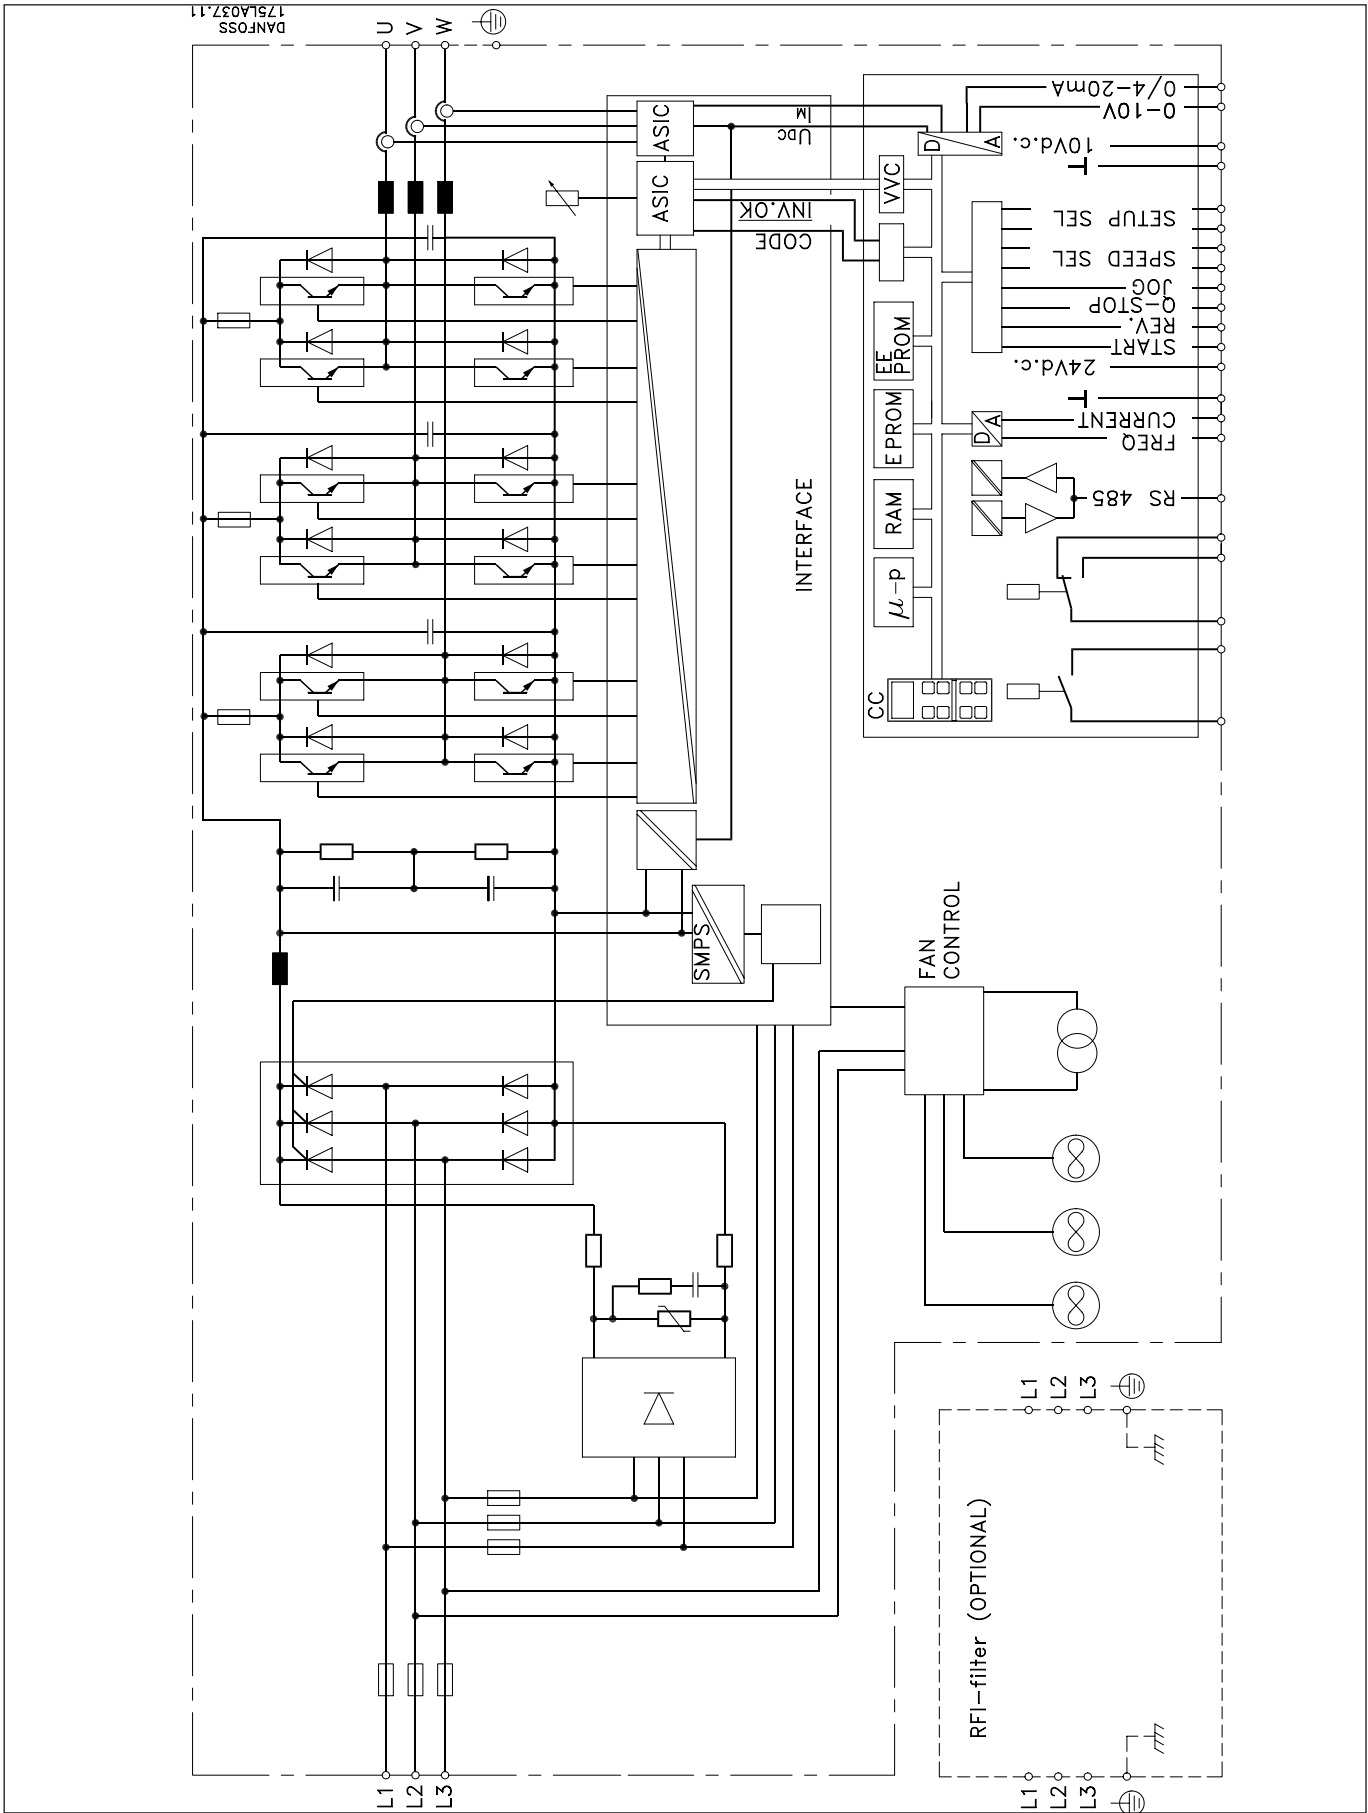 DANFOSS
175LA037.11
U
V
W
ASIC
ASIC
IM
UDC
INV.OK
CODE
INTERFACE
SMPS
D
A
VVC
EE
PROM
E PROM
RAM
μ-p
CC
D/A
0/4-20mA
0-10V
10Vd.c.
SETUP SEL
SPEED SEL
JOG
Q-STOP
REV.
START
24Vd.c.
CURRENT
FREQ
RS 485
FAN
CONTROL
L1
L2
L3
RFI-filter (OPTIONAL)
L1
L2
L3
L1
L2
L3